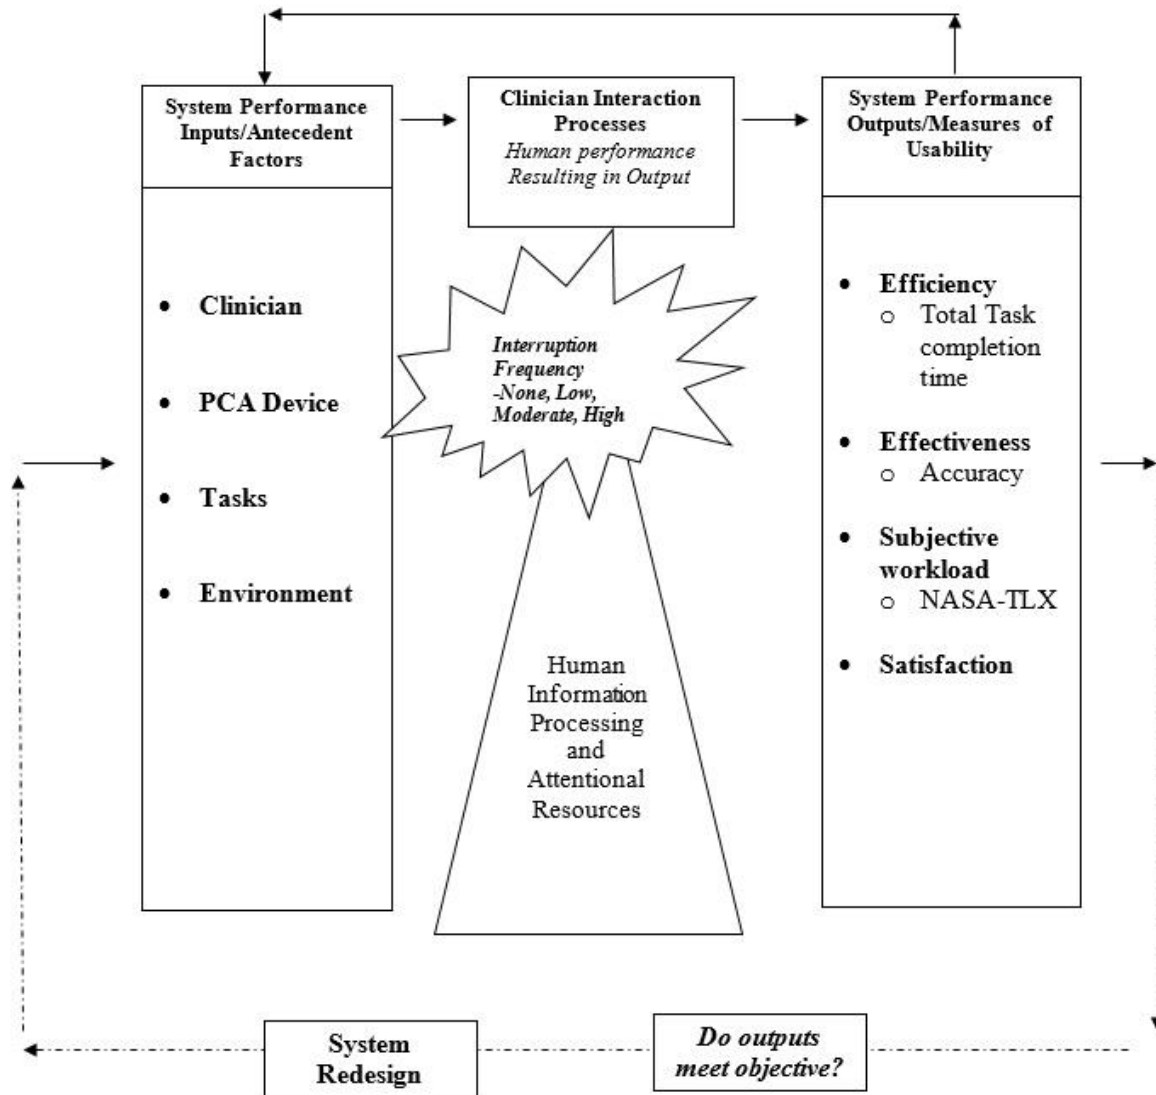 System Performance
Inputs/Antecedent
Factors
Clinician Interaction
Processes
Human performance
Resulting in Output
System Performance
Outputs/Measures of
Usability
• Clinician
• PCA Device
• Tasks
• Environment
Interruption
Frequency
-None, Low,
Moderate, High
Human
Information
Processing
and
Attentional
Resources
• Efficiency
o Total Task
completion
time
• Effectiveness
o Accuracy
• Subjective
workload
o NASA-TLX
• Satisfaction
System
Redesign
Do outputs
meet objective?